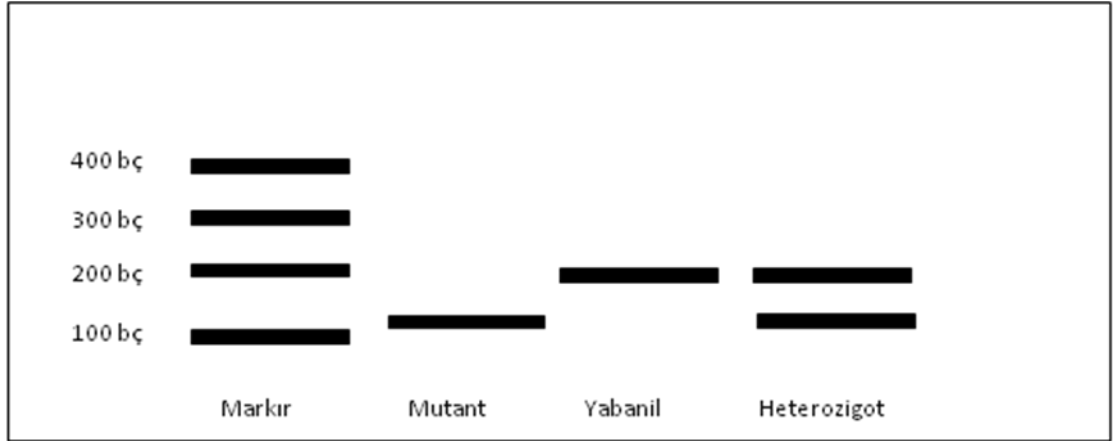 400 bç
300 bç
200 bç
100 bç
Markır Mutant Yabanil Heterozigot